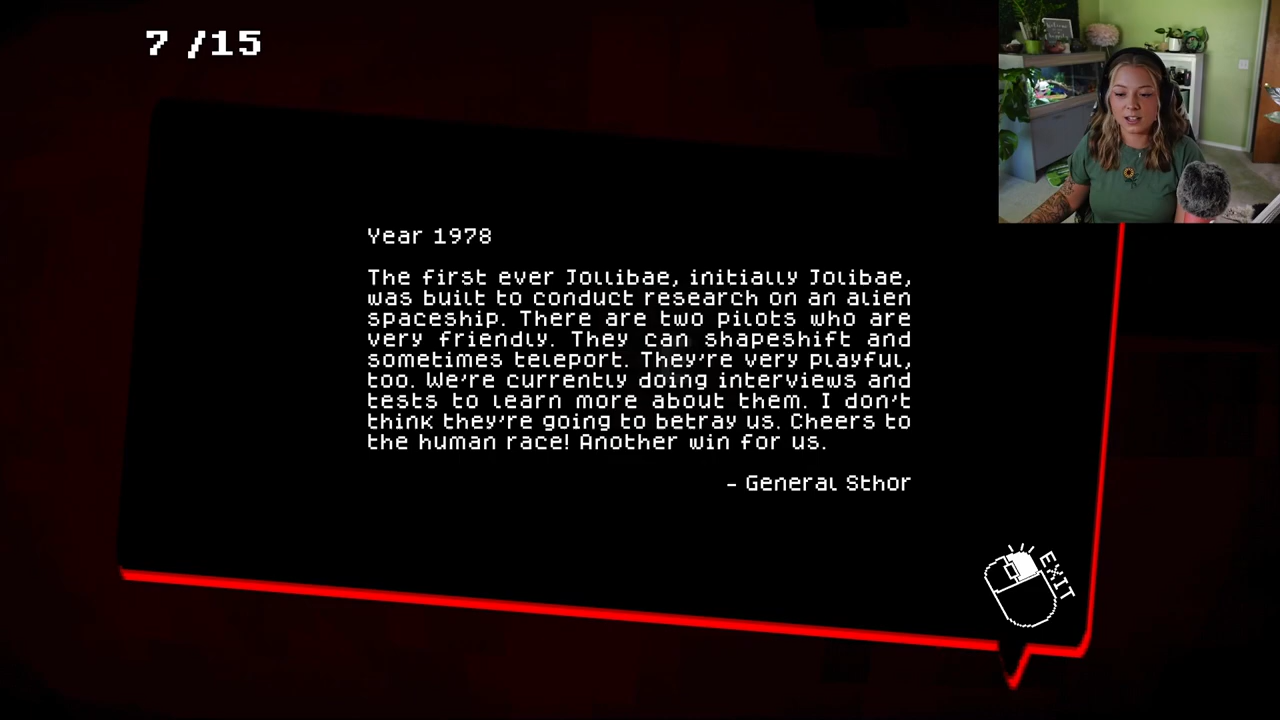 7 /15
Year 1978
The first ever Jollibae, initially Jolibae,
was built to conduct research on an alien
spaceship. There are two pilots who are
very friendly. They can shapeshift and
sometimes teleport. They're very playful,
too. We're currently doing interviews and
tests to learn more about them. I don't
think they're going to betray us. Cheers to
the human race! Another win for us.
- General Sthor
EXIT